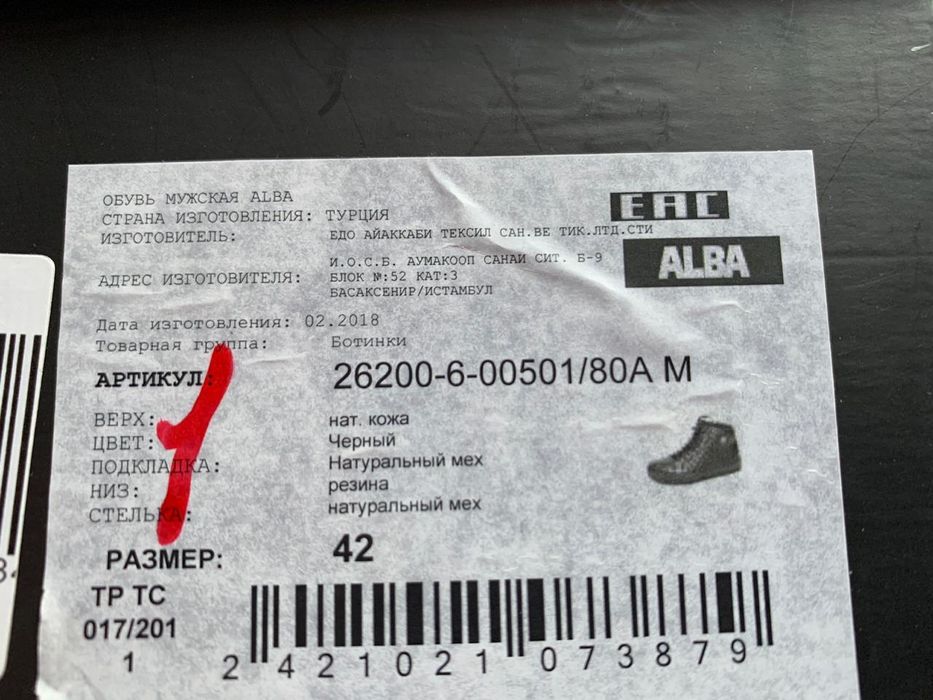 ОБУВЬ МУЖСКАЯ ALBA
СТРАНА ИЗГОТОВЛЕНИЯ: ТУРЦИЯ
ИЗГОТОВИТЕЛЬ: ЕДО АЙАККАБИ ТЕКСИЛ САН.ВЕ ТИК.ЛТД.СТИ
EAC
ALBA
АДРЕС ИЗГОТОВИТЕЛЯ: И.О.С.Б. АУМАКООП САНАИ СИТ. Б-9
БЛОК №:52 КАТ:3
БАСАКСЕНИР/ИСТАМБУЛ
Дата изготовления: 02.2018
Товарная группа: Ботинки
АРТИКУЛ: 26200-6-00501/80A M
ВЕРХ: нат. кожа
ЦВЕТ: Черный
ПОДКЛАДКА: Натуральный мех
НИЗ: резина
СТЕЛЬКА: натуральный мех
1
РАЗМЕР: 42
ТР ТС
017/201
1
2 421021 073879
8